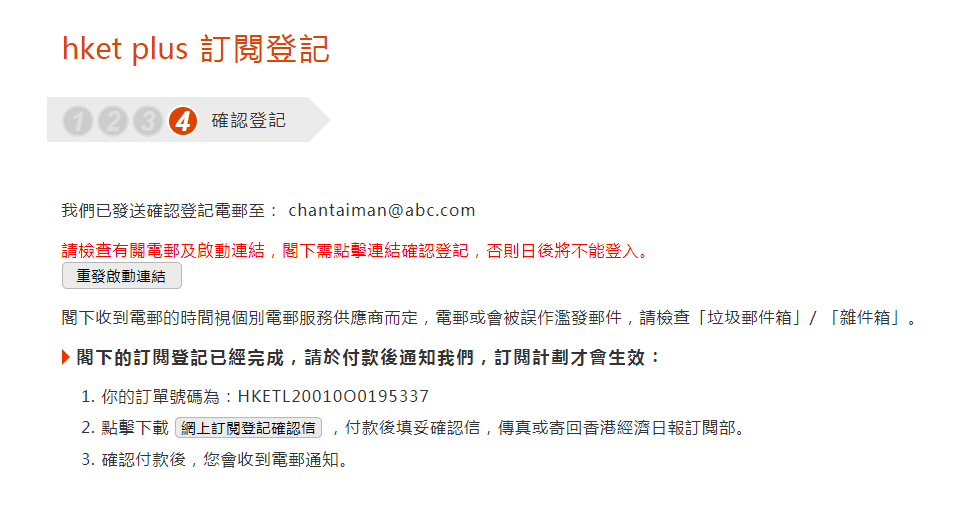 hket plus 訂閱登記
1 2 3 4 確認登記
我們已發送確認登記電郵至： chantaiman@abc.com
請檢查有關電郵及啟動連結，閣下需點擊連結確認登記，否則日後將不能登入。
重發啟動連結
閣下收到電郵的時間視個別電郵服務供應商而定，電郵或會被誤作濫發郵件，請檢查「垃圾郵件箱」/ 「雜件箱」。
閣下的訂閱登記已經完成，請於付款後通知我們，訂閱計劃才會生效：
1. 你的訂單號碼為：HKETL20010O0195337
2. 點擊下載 網上訂閱登記確認信 ，付款後填妥確認信，傳真或寄回香港經濟日報訂閱部。
3. 確認付款後，您會收到電郵通知。